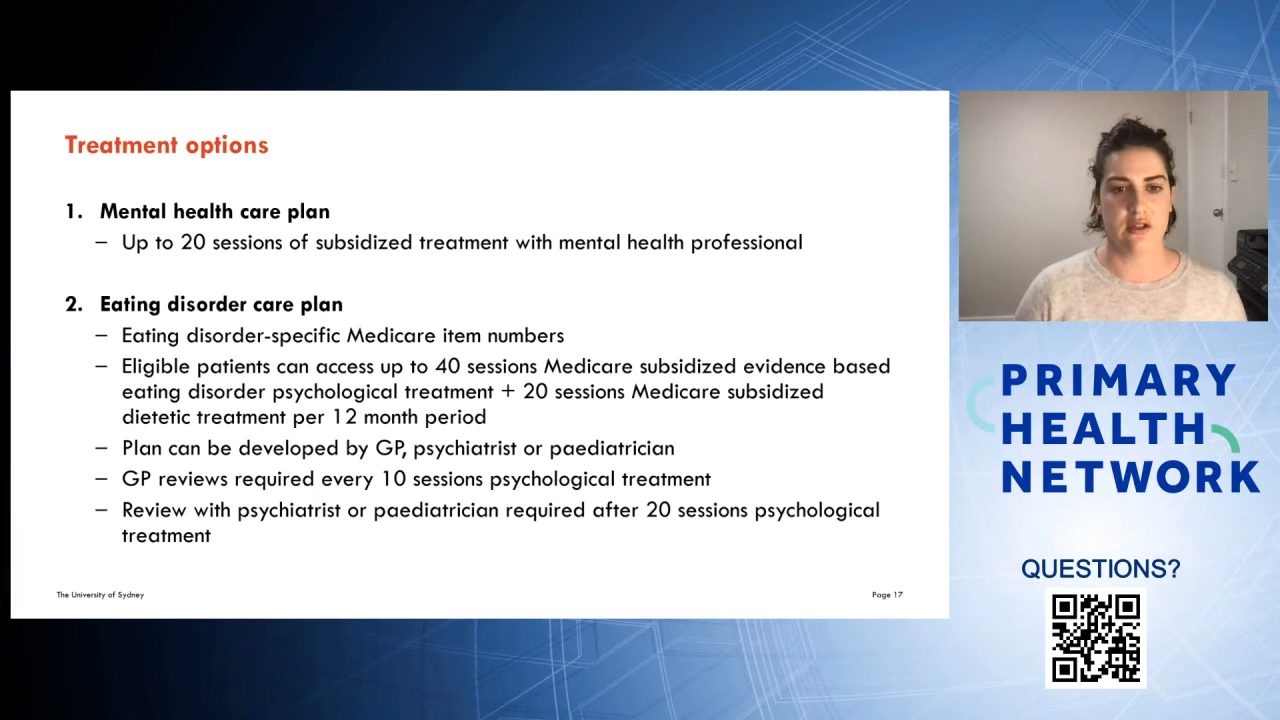 Treatment options
1. Mental health care plan
– Up to 20 sessions of subsidized treatment with mental health professional
2. Eating disorder care plan
– Eating disorder-specific Medicare item numbers
– Eligible patients can access up to 40 sessions Medicare subsidized evidence based
eating disorder psychological treatment + 20 sessions Medicare subsidized
dietetic treatment per 12 month period
– Plan can be developed by GP, psychiatrist or paediatrician
– GP reviews required every 10 sessions psychological treatment
– Review with psychiatrist or paediatrician required after 20 sessions psychological
treatment
The University of Sydney
Page 17
PRIMARY
HEALTH
NETWORK
QUESTIONS?